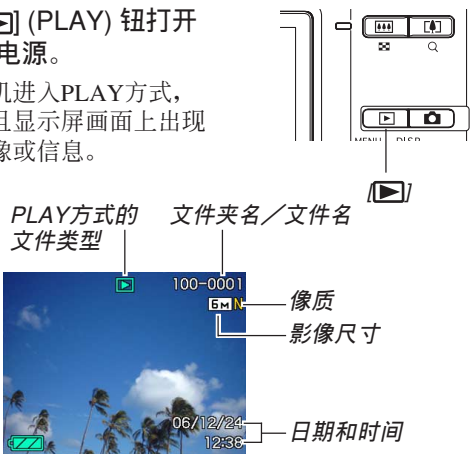 ] (PLAY) 钮打开
电源。
机进入PLAY方式，
且显示屏画面上出现
像或信息。
[ ]
PLAY方式的
文件类型
文件夹名／文件名
100-0001
6M N
像质
影像尺寸
06/12/24
12:38
日期和时间